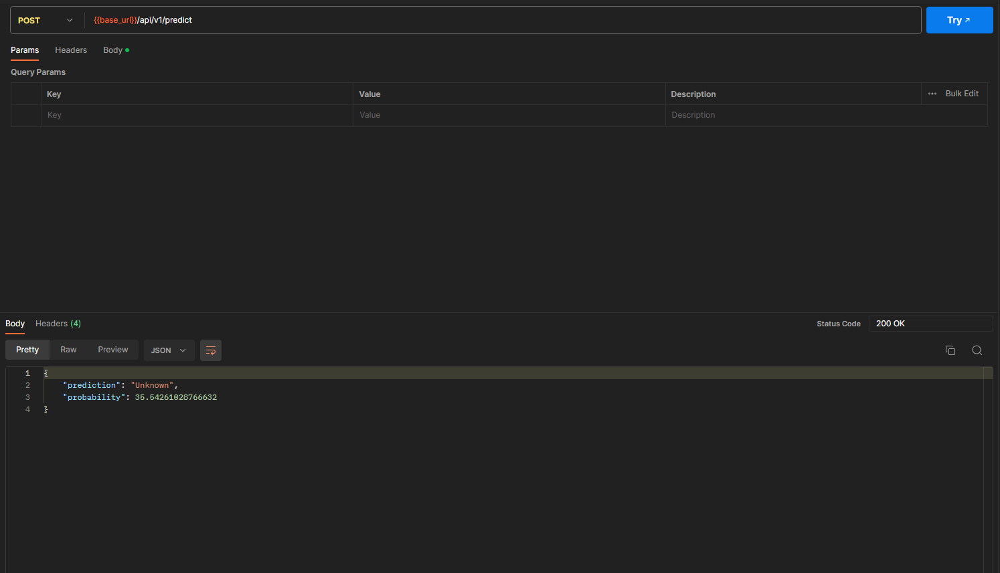 POST {{base_url}}/api/v1/predict Try
Params Headers Body
Query Params
Key Value Description ••• Bulk Edit
Key Value Description
Body Headers (4) Status Code 200 OK
Pretty Raw Preview JSON
1 {
2 "prediction": "Unknown",
3 "probability": 35.54261028766632
4 }